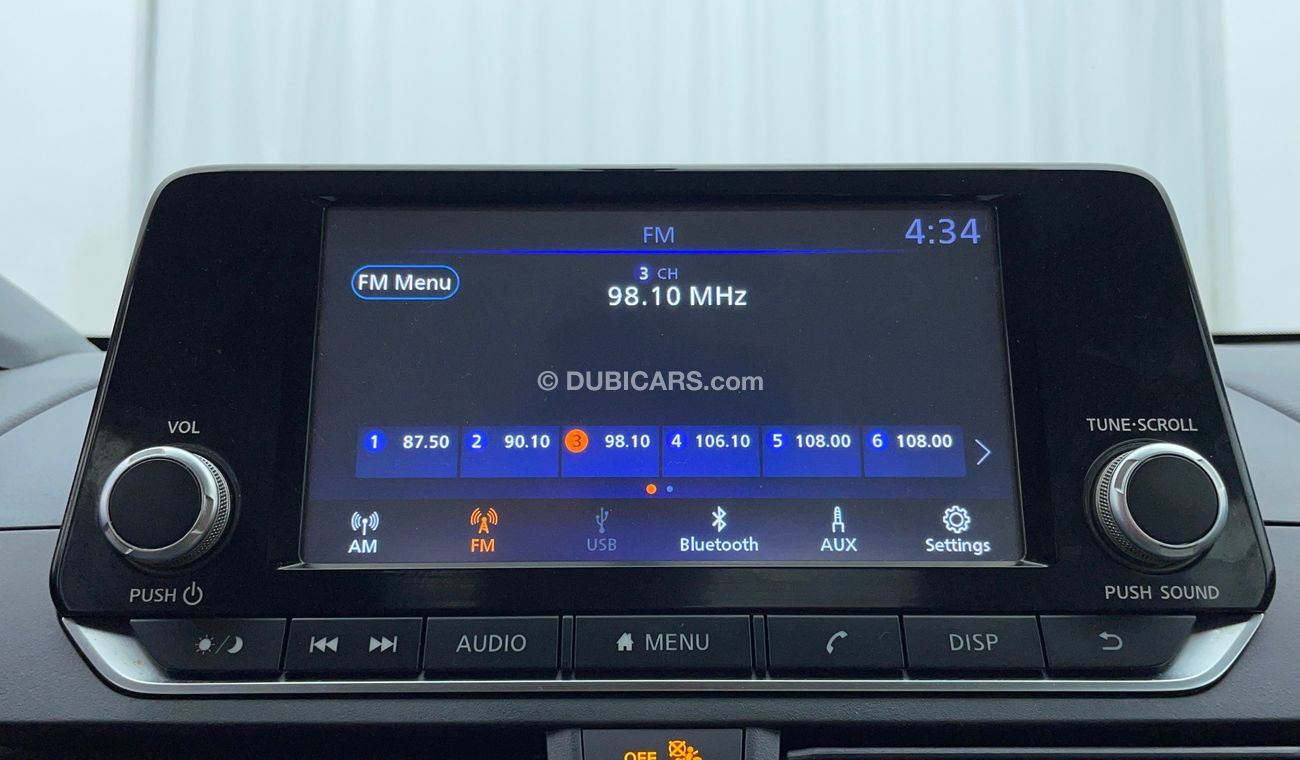 FM
4:34
FM Menu
3 CH
98.10 MHz
© DUBICARS.com
1 87.50 2 90.10 3 98.10 4 106.10 5 108.00 6 108.00
AM FM USB Bluetooth AUX Settings
VOL
PUSH
TUNE·SCROLL
PUSH SOUND
AUDIO MENU DISP
OFF